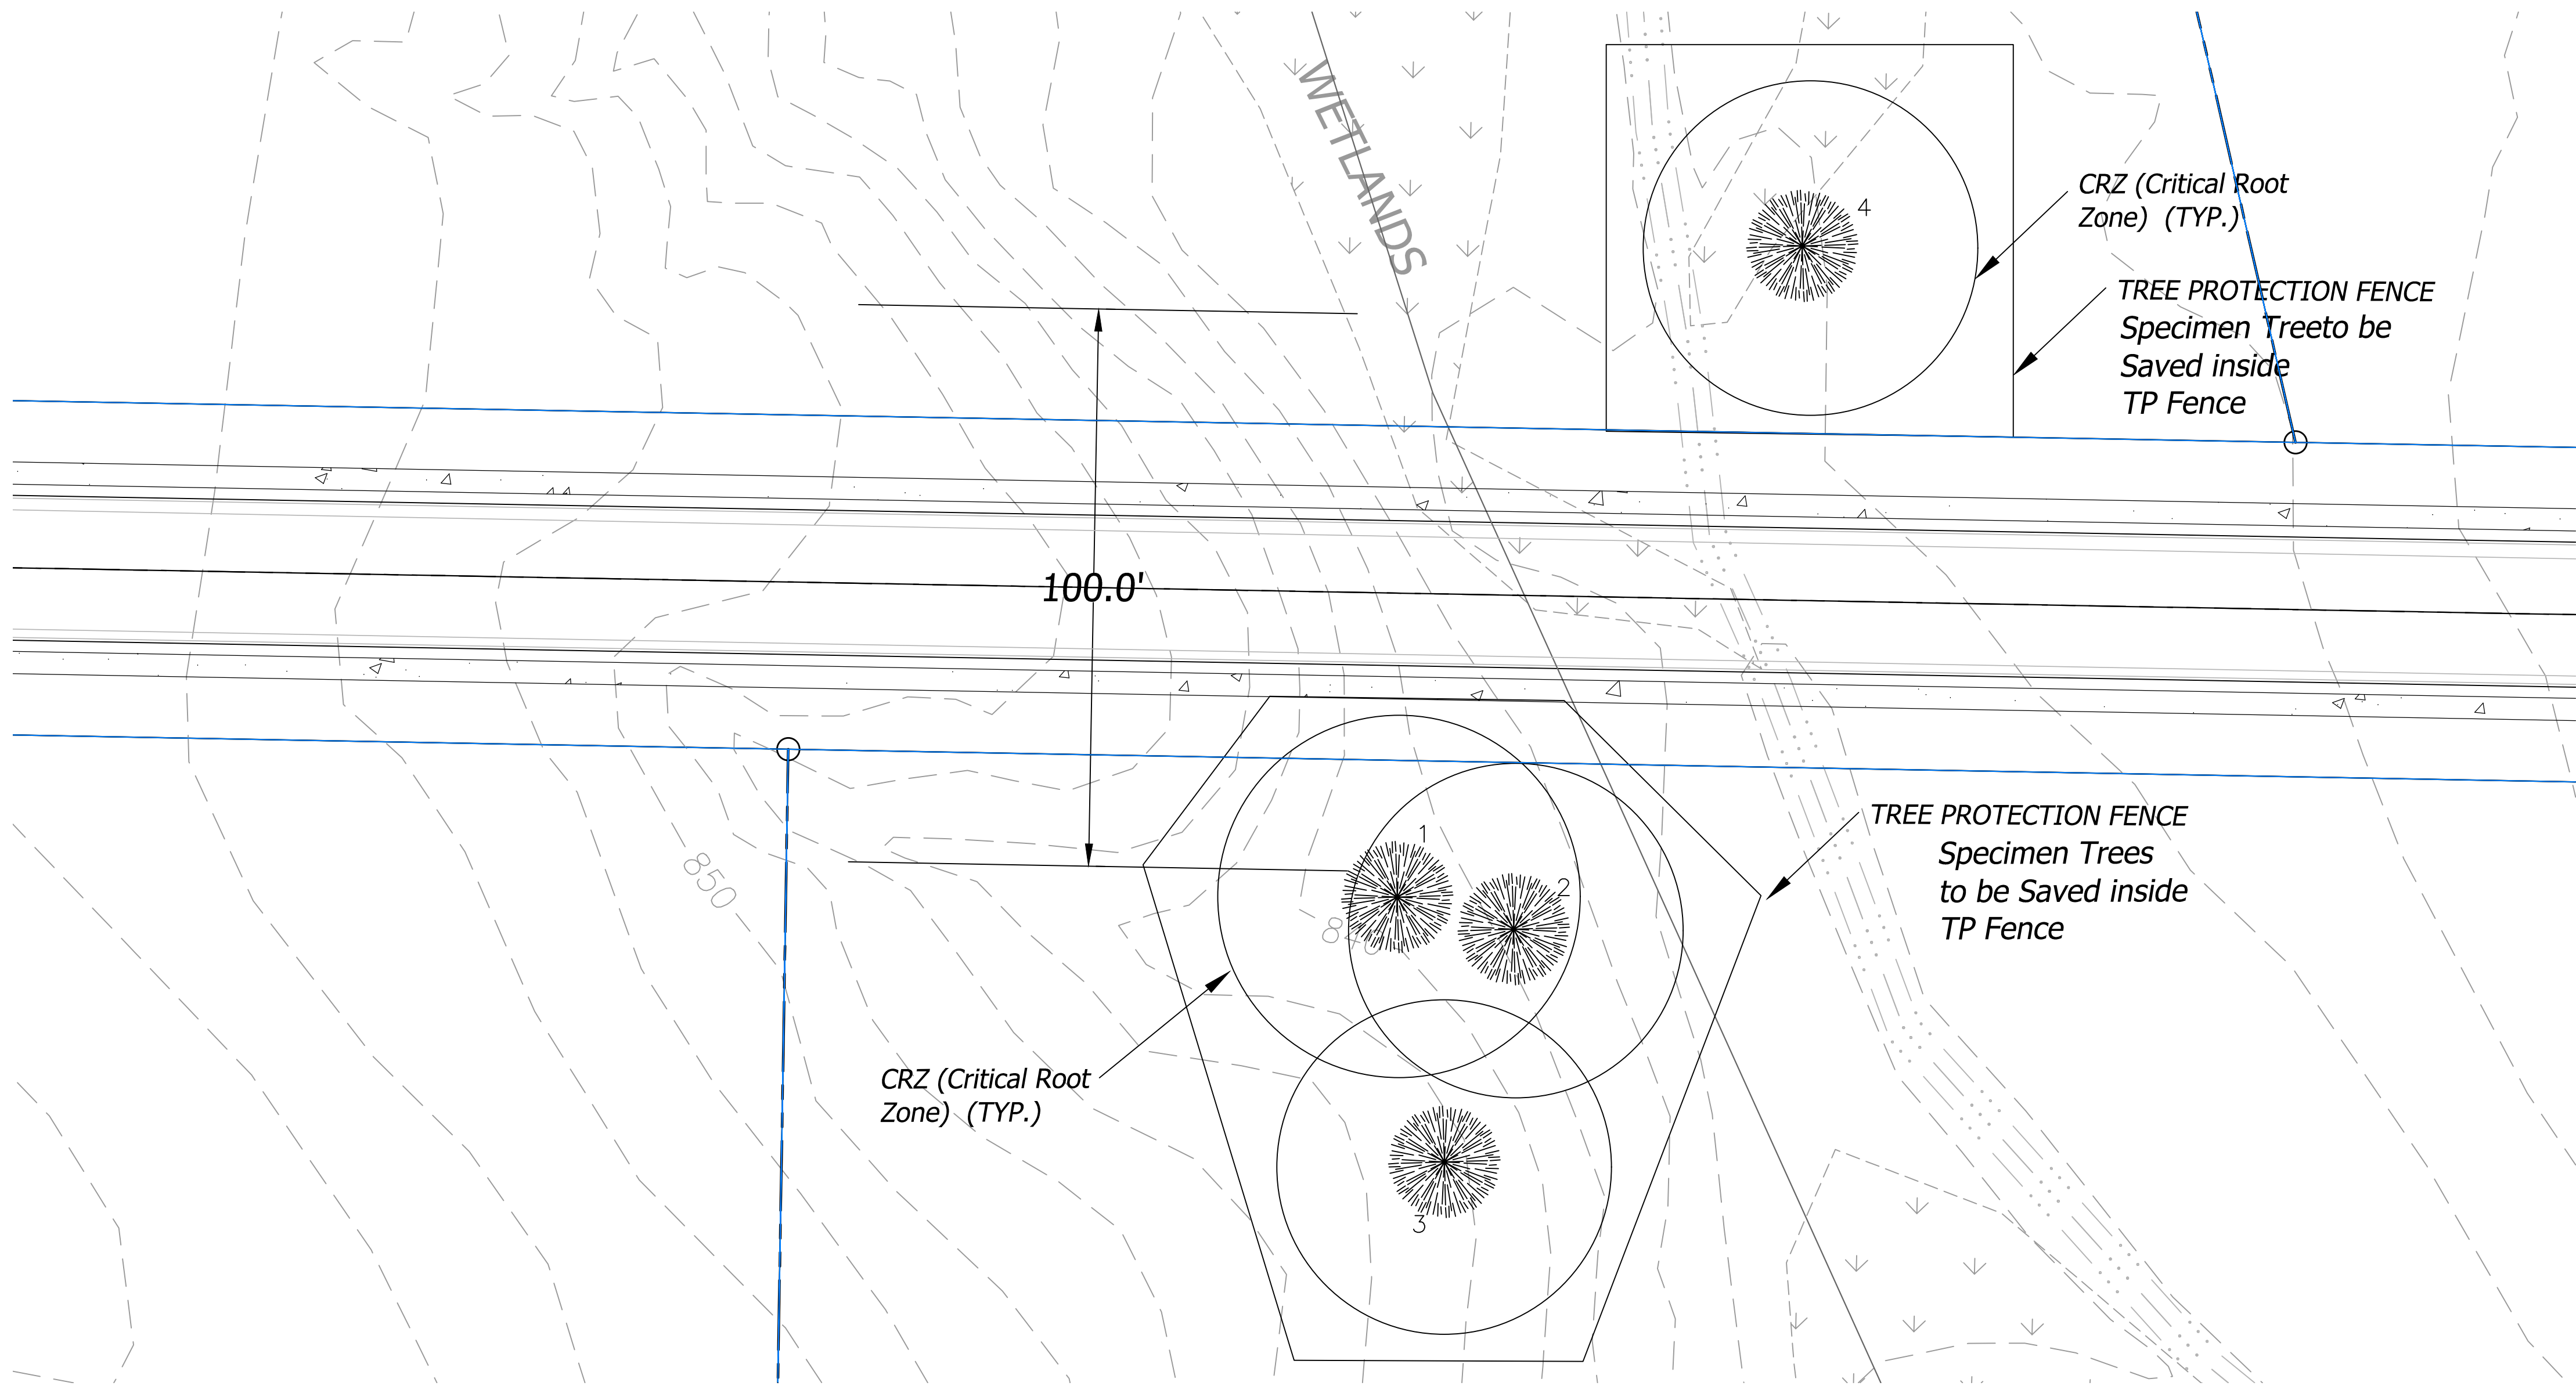 WETLANDS
4
CRZ (Critical Root
Zone) (TYP.)
TREE PROTECTION FENCE
Specimen Treeto be
Saved inside
TP Fence
100.0'
1
2
850
840
TREE PROTECTION FENCE
Specimen Trees
to be Saved inside
TP Fence
CRZ (Critical Root
Zone) (TYP.)
3